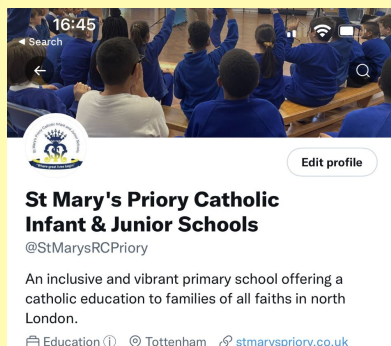 16:45
◀ Search
Edit profile
St Mary's Priory Catholic
Infant & Junior Schools
@StMarysRCPriory
An inclusive and vibrant primary school offering a
catholic education to families of all faiths in north
London.
Education Tottenham stmaryspriory.co.uk